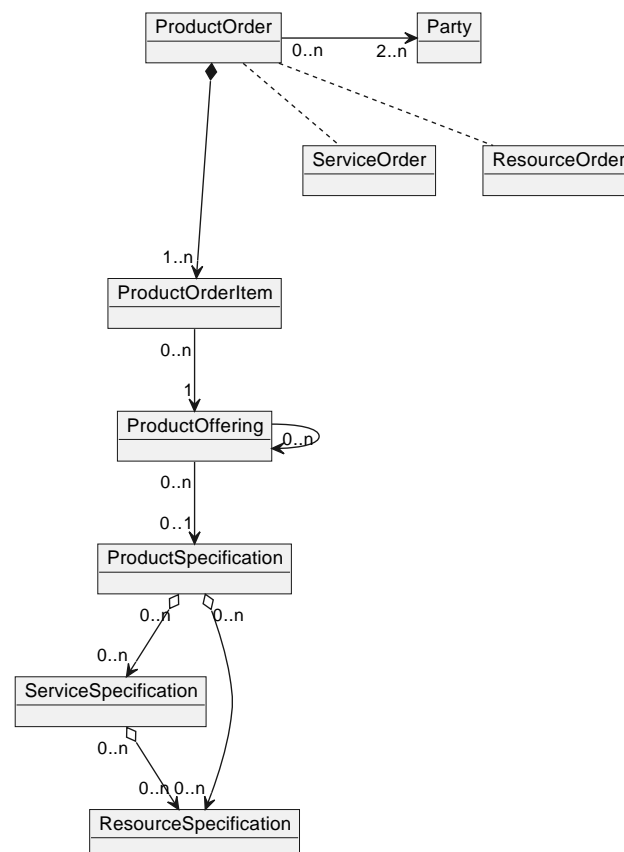 ProductOrder
Party
0..n
2..n
ServiceOrder
ResourceOrder
1..n
ProductOrderItem
0..n
1
ProductOffering
0..n
0..n
0..1
ProductSpecification
0..n
0..n
0..n
ServiceSpecification
0..n
0..n
0..n
ResourceSpecification